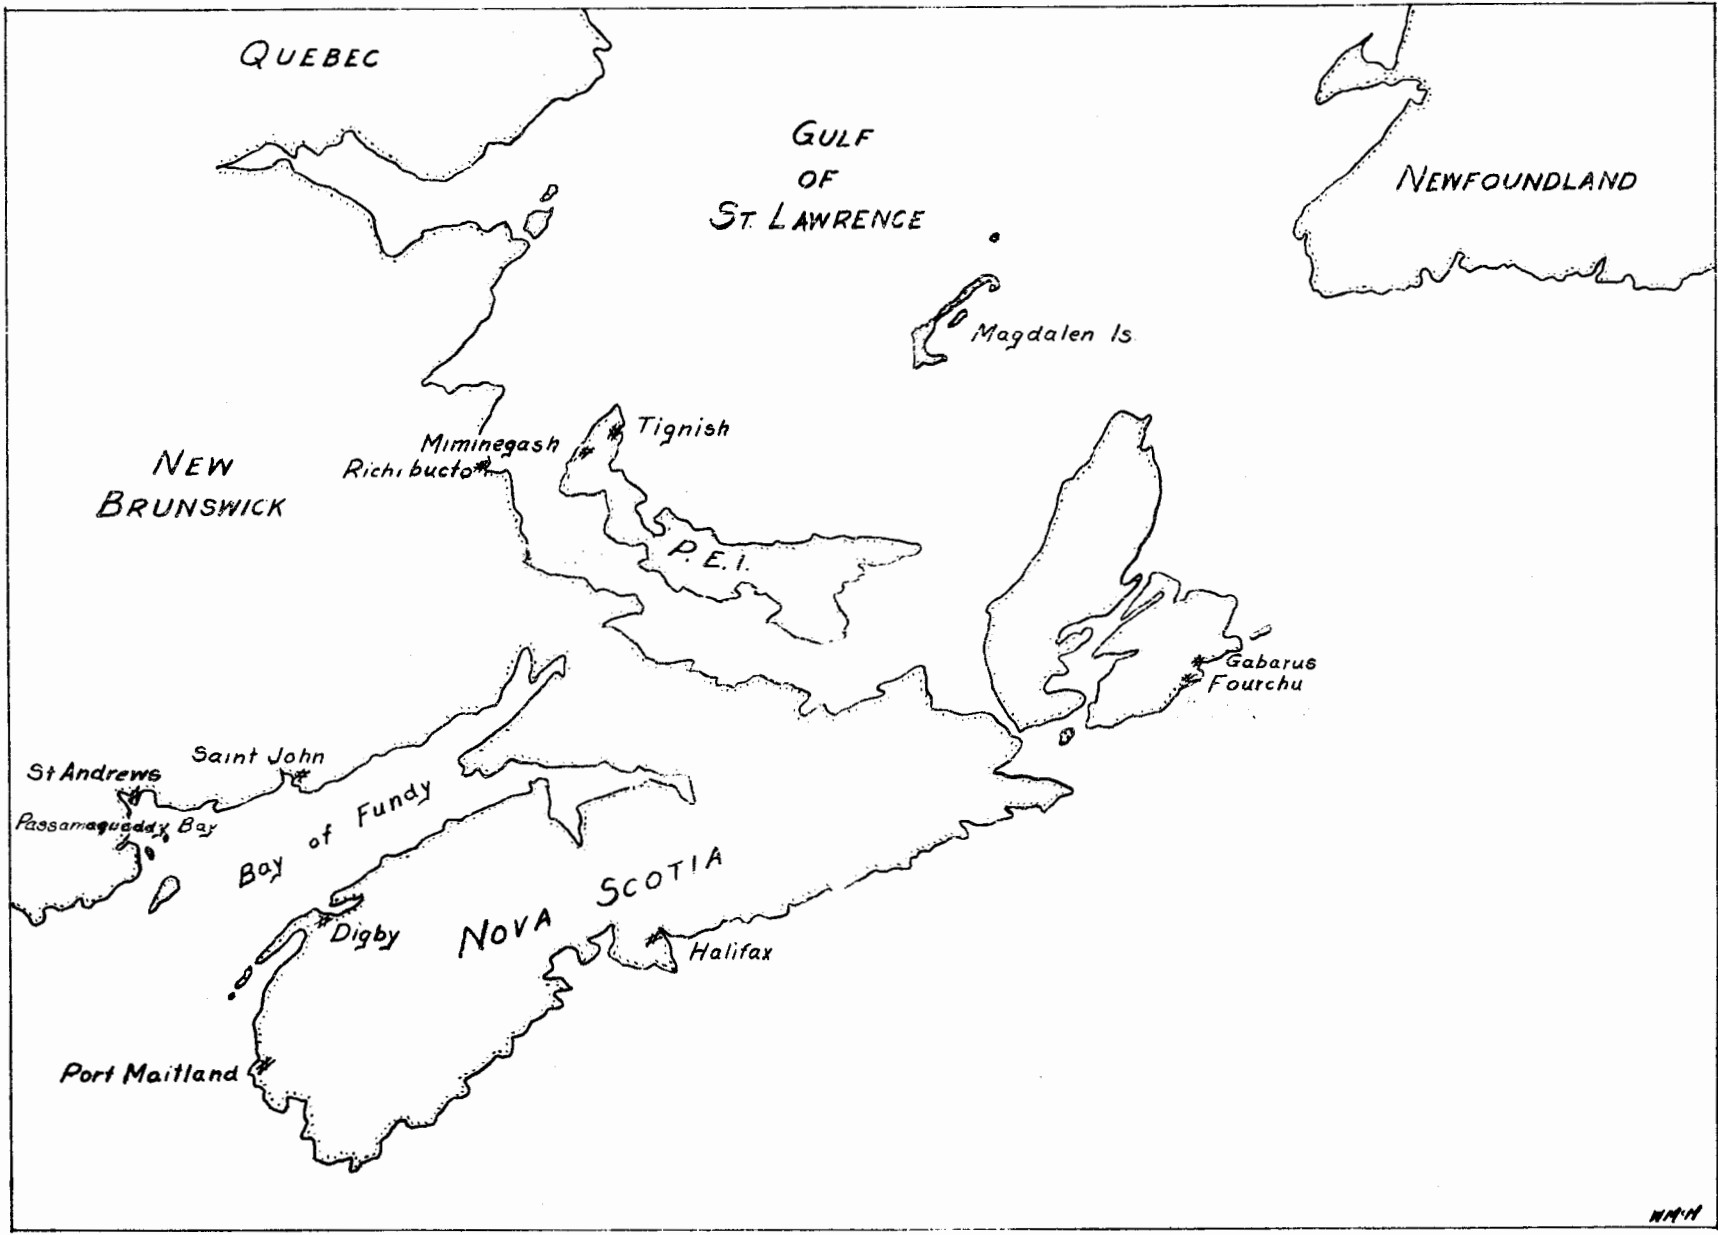 QUEBEC
GULF
OF
ST. LAWRENCE
NEWFOUNDLAND
Magdalen Is.
Tignish
Miminegash
Richibucto
NEW
BRUNSWICK
P.E.I.
Gabarus
Fourchu
Saint John
St Andrews
Passamaquoddy Bay
Bay of Fundy
NOVA SCOTIA
Digby
Halifax
Port Maitland